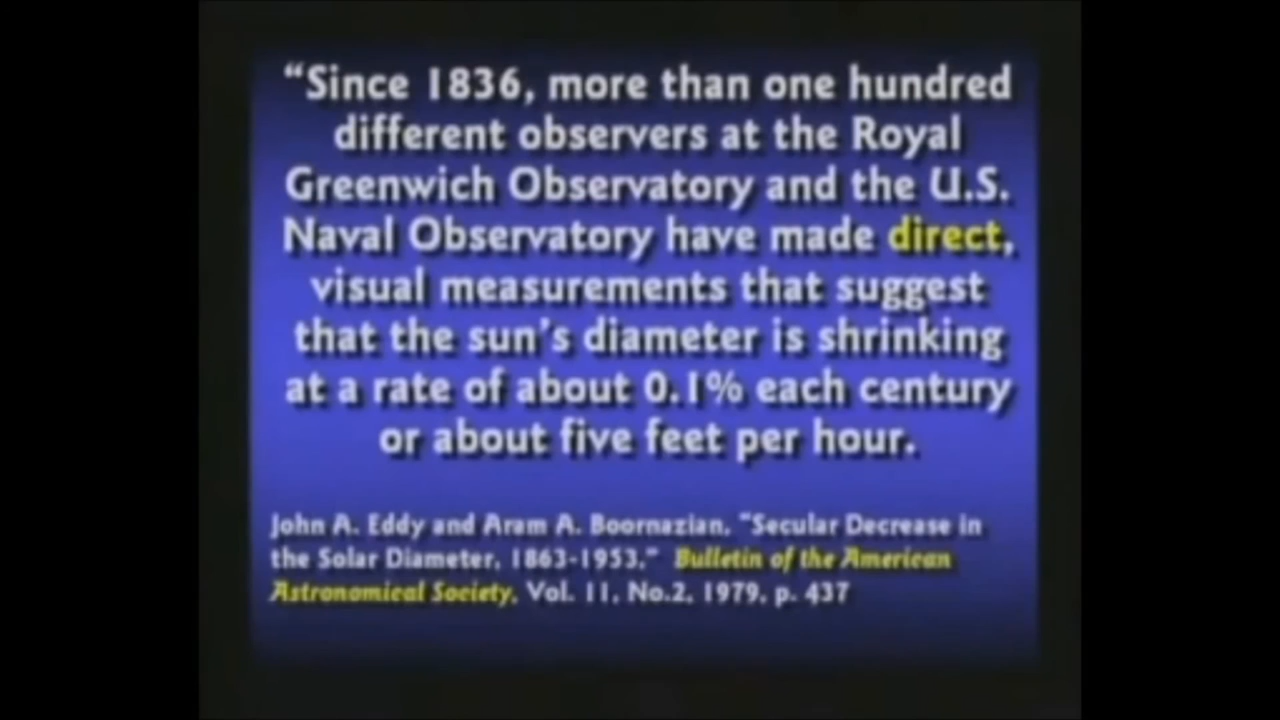 “Since 1836, more than one hundred
different observers at the Royal
Greenwich Observatory and the U.S.
Naval Observatory have made direct,
visual measurements that suggest
that the sun’s diameter is shrinking
at a rate of about 0.1% each century
or about five feet per hour.
John A. Eddy and Aram A. Boornazian, “Secular Decrease in
the Solar Diameter, 1863-1953,” Bulletin of the American
Astronomical Society, Vol. 11, No.2, 1979, p. 437